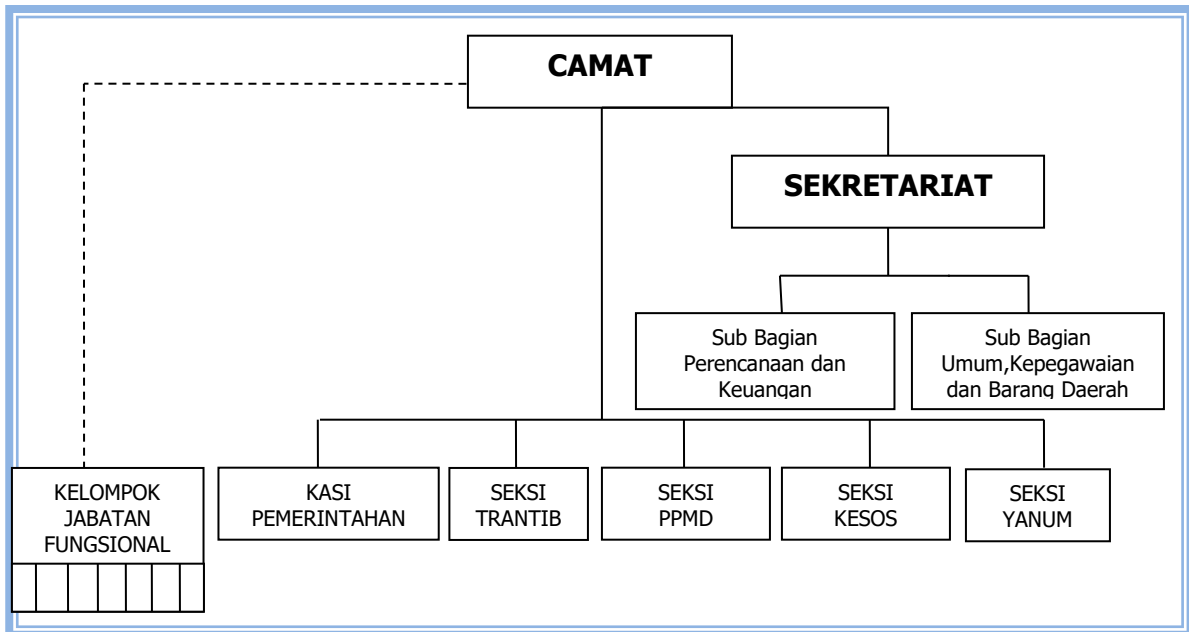 CAMAT
SEKRETARIAT
Sub Bagian
Perencanaan dan
Keuangan
Sub Bagian
Umum,Kepegawaian
dan Barang Daerah
KELOMPOK
JABATAN
FUNGSIONAL
KASI
PEMERINTAHAN
SEKSI
TRANTIB
SEKSI
PPMD
SEKSI
KESOS
SEKSI
YANUM